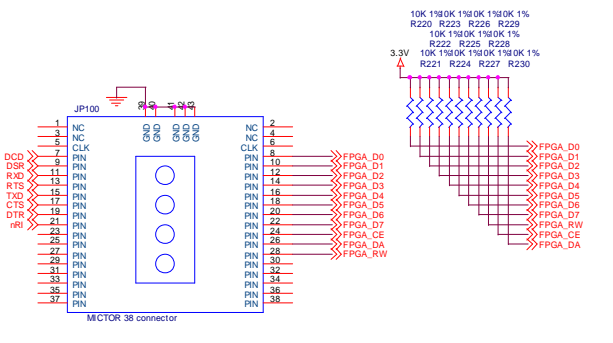 10K 1% 10K 1% 10K 1% 10K 1%
R220 R223 R226 R229
10K 1% 10K 1% 10K 1%
R222 R225 R228
3.3V
10K 1% 10K 1% 10K 1% 10K 1%
R221 R224 R227 R230
JP100
39 40 41 42 43
GND GND GND GND GND
1 NC NC 2
3 NC NC 4
5 CLK CLK 6
DCD 7 PIN PIN 8 FPGA_D0
DSR 9 PIN PIN 10 FPGA_D1
RXD 11 PIN PIN 12 FPGA_D2
RTS 13 PIN PIN 14 FPGA_D3
TXD 15 PIN PIN 16 FPGA_D4
CTS 17 PIN PIN 18 FPGA_D5
DTR 19 PIN PIN 20 FPGA_D6
nRI 21 PIN PIN 22 FPGA_D7
23 PIN PIN 24 FPGA_CE
25 PIN PIN 26 FPGA_DA
27 PIN PIN 28 FPGA_RW
29 PIN PIN 30
31 PIN PIN 32
33 PIN PIN 34
35 PIN PIN 36
37 PIN PIN 38
MICTOR 38 connector
FPGA_D0
FPGA_D1
FPGA_D2
FPGA_D3
FPGA_D4
FPGA_D5
FPGA_D6
FPGA_D7
FPGA_RW
FPGA_CE
FPGA_DA